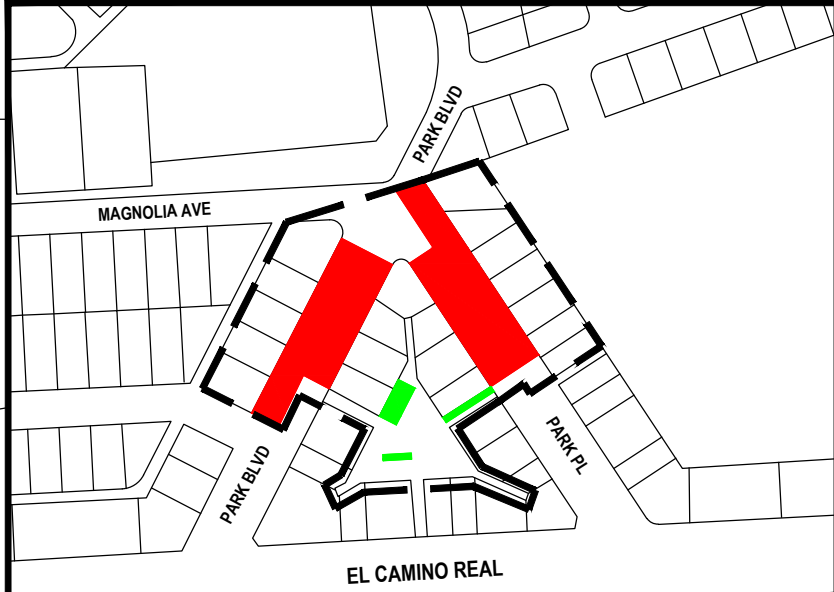 PARK BLVD
MAGNOLIA AVE
PARK BLVD
PARK PL
EL CAMINO REAL